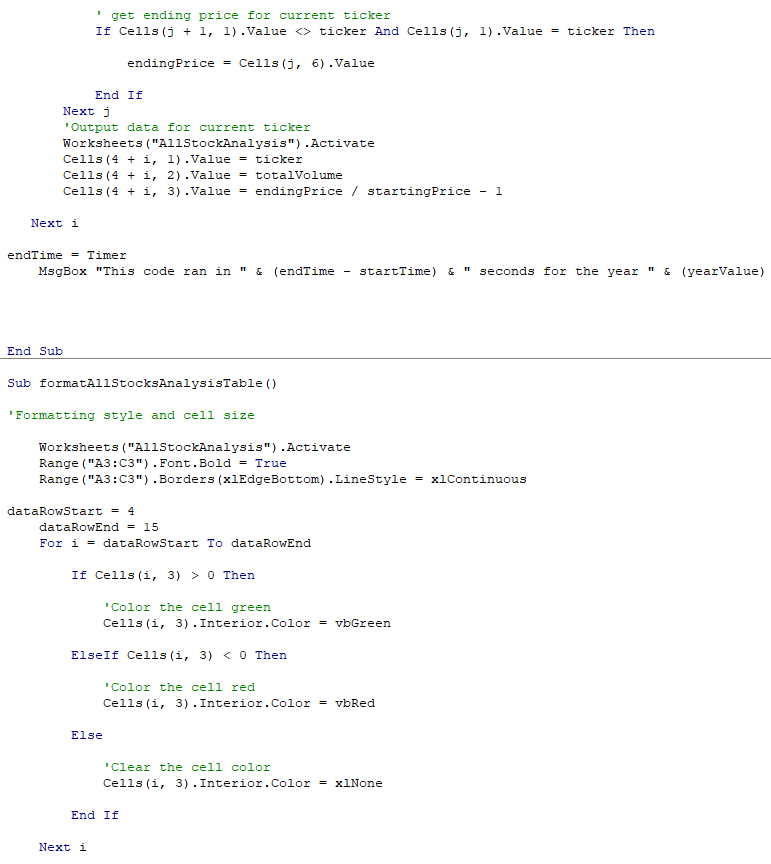 ' get ending price for current ticker
If Cells(j + 1, 1).Value <> ticker And Cells(j, 1).Value = ticker Then
endingPrice = Cells(j, 6).Value
End If
Next j
'Output data for current ticker
Worksheets("AllStockAnalysis").Activate
Cells(4 + i, 1).Value = ticker
Cells(4 + i, 2).Value = totalVolume
Cells(4 + i, 3).Value = endingPrice / startingPrice - 1
Next i
endTime = Timer
MsgBox "This code ran in " & (endTime - startTime) & " seconds for the year " & (yearValue)
End Sub
Sub formatAllStocksAnalysisTable()
'Formatting style and cell size
Worksheets("AllStockAnalysis").Activate
Range("A3:C3").Font.Bold = True
Range("A3:C3").Borders(xlEdgeBottom).LineStyle = xlContinuous
dataRowStart = 4
dataRowEnd = 15
For i = dataRowStart To dataRowEnd
If Cells(i, 3) > 0 Then
'Color the cell green
Cells(i, 3).Interior.Color = vbGreen
ElseIf Cells(i, 3) < 0 Then
'Color the cell red
Cells(i, 3).Interior.Color = vbRed
Else
'Clear the cell color
Cells(i, 3).Interior.Color = xlNone
End If
Next i